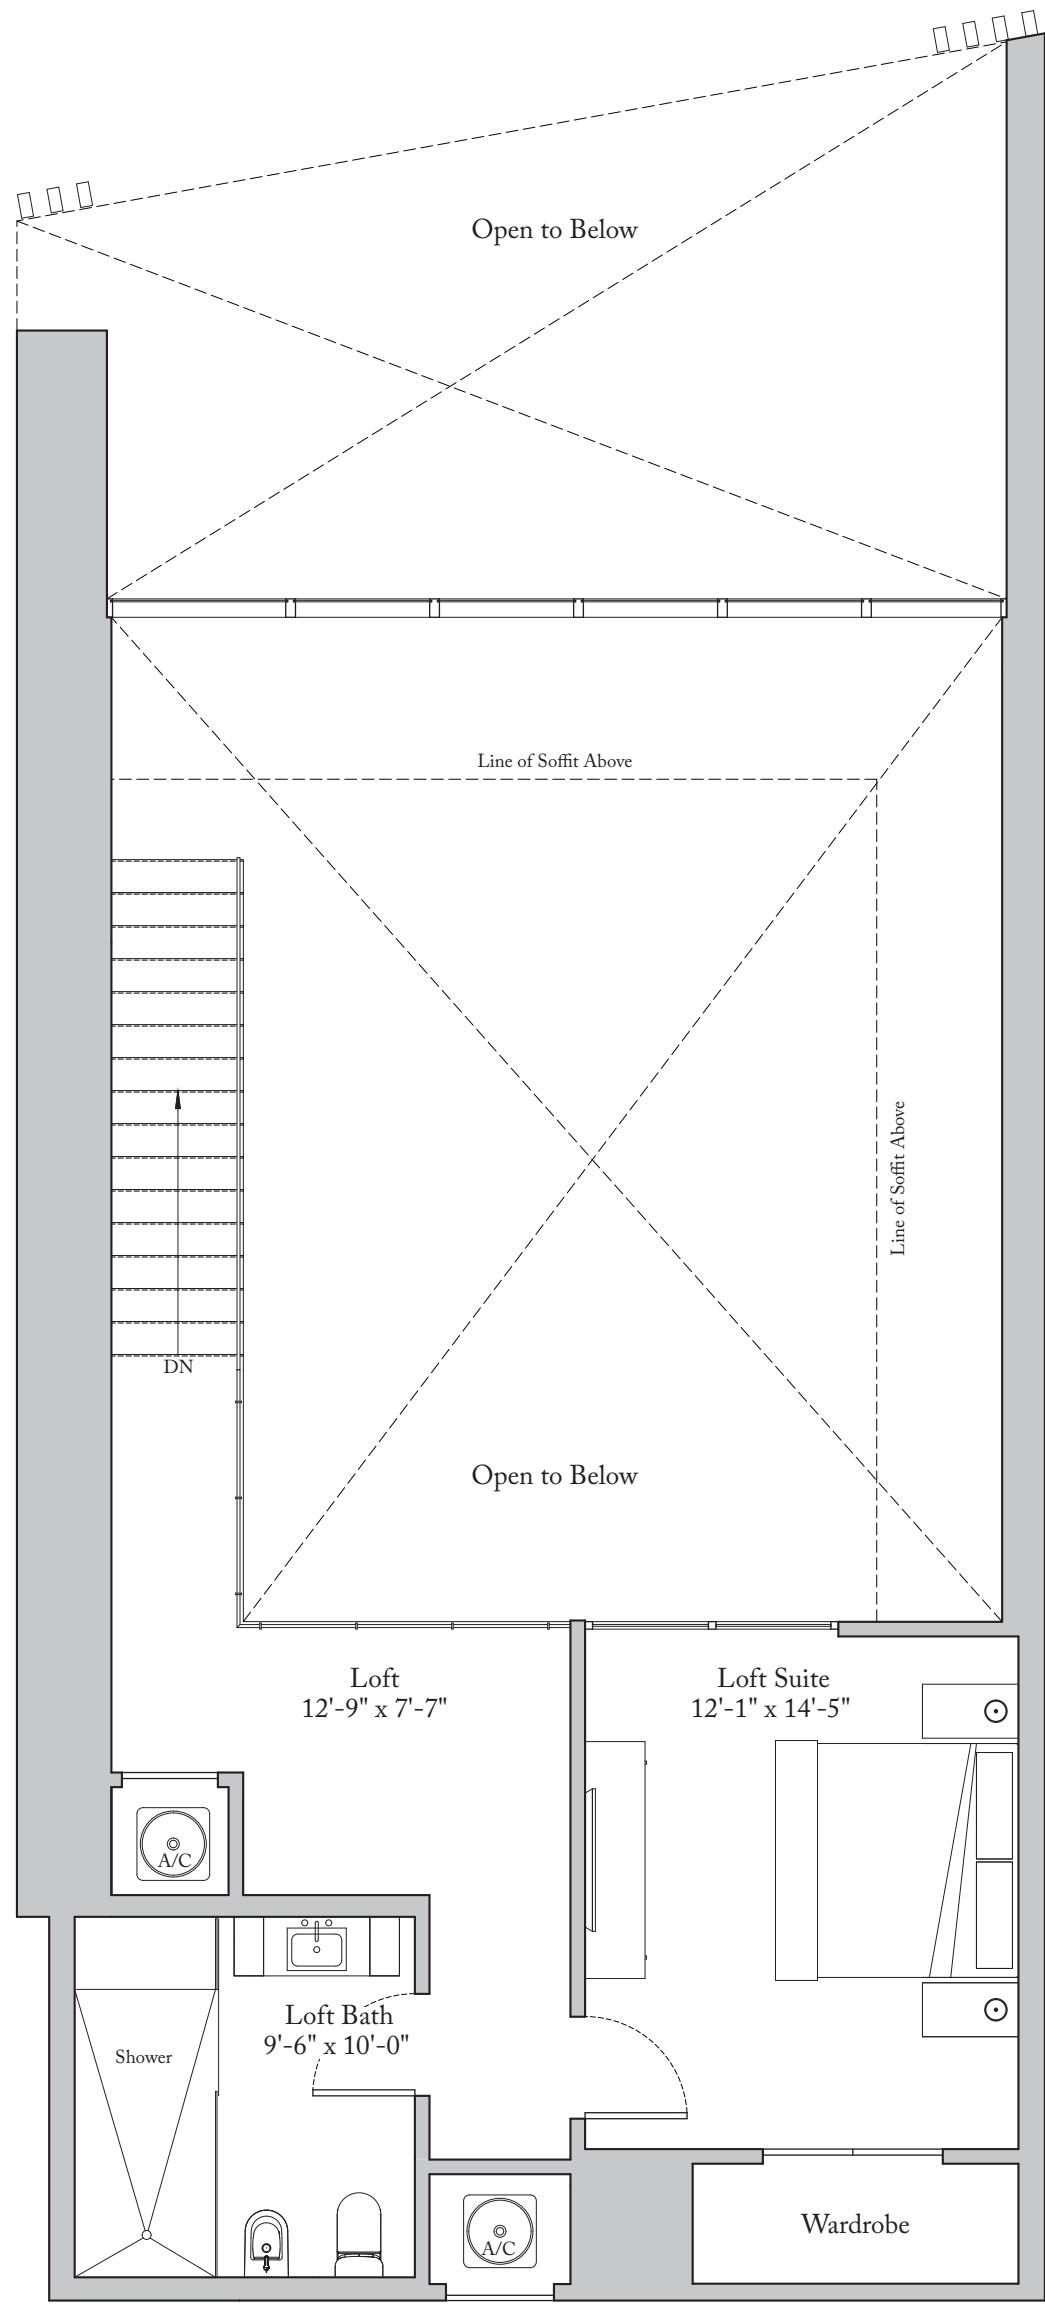 Open to Below
Line of Soffit Above
Line of Soffit Above
DN
Open to Below
Loft
12'-9" x 7'-7"
Loft Suite
12'-1" x 14'-5"
A/C
Loft Bath
9'-6" x 10'-0"
Shower
A/C
Wardrobe